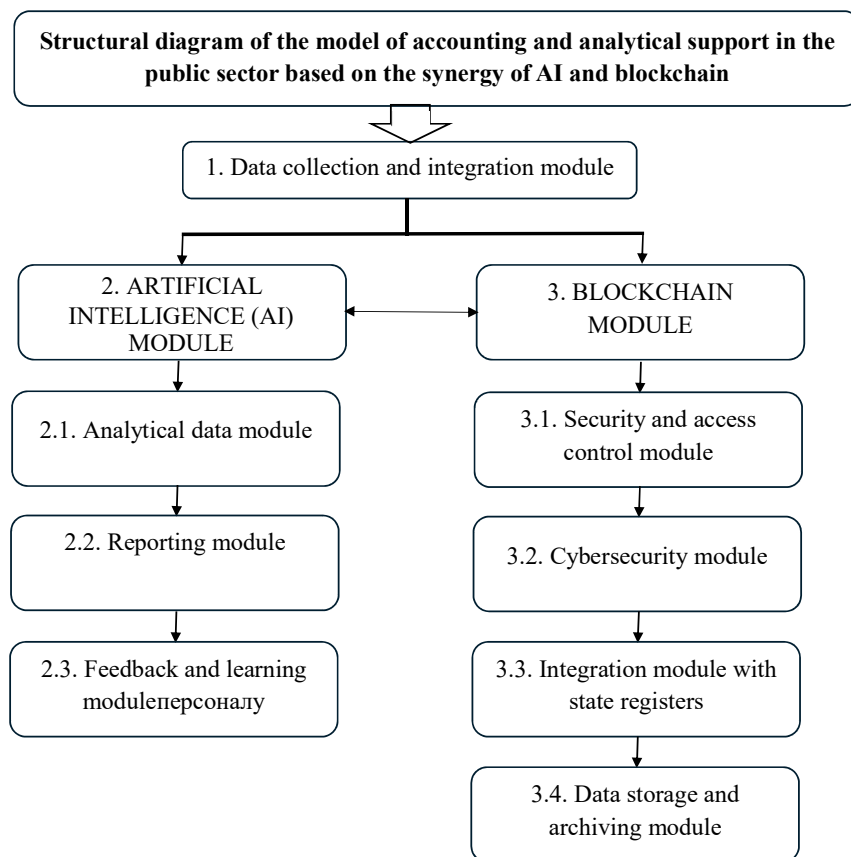 Structural diagram of the model of accounting and analytical support in the
public sector based on the synergy of AI and blockchain
1. Data collection and integration module
2. ARTIFICIAL
INTELLIGENCE (AI)
MODULE
3. BLOCKCHAIN
MODULE
2.1. Analytical data module
3.1. Security and access
control module
2.2. Reporting module
3.2. Cybersecurity module
2.3. Feedback and learning
moduleперсоналу
3.3. Integration module with
state registers
3.4. Data storage and
archiving module